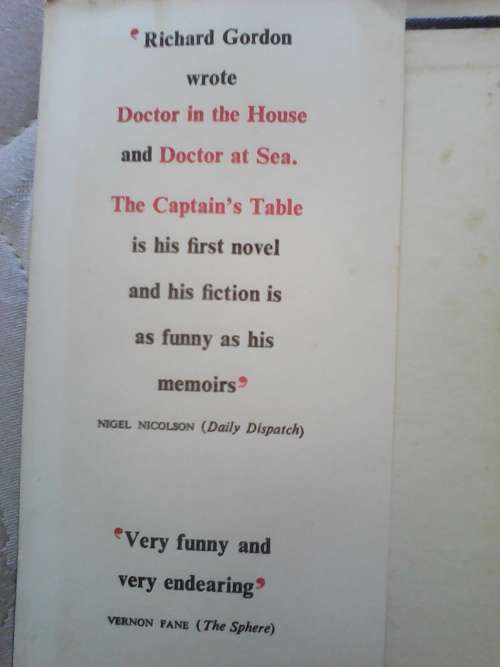 ‘Richard Gordon
wrote
Doctor in the House
and Doctor at Sea.
The Captain’s Table
is his first novel
and his fiction is
as funny as his
memoirs’
NIGEL NICOLSON (Daily Dispatch)
‘Very funny and
very endearing’
VERNON FANE (The Sphere)